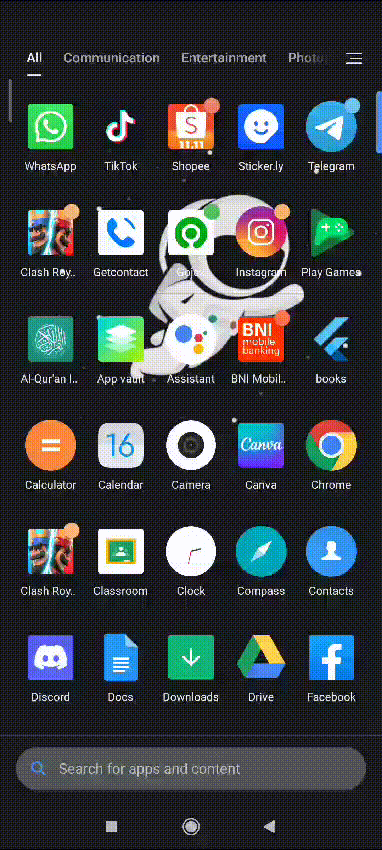 All Communication Entertainment
WhatsApp TikTok Shopee Sticker.ly Telegram
11.11
Clash Roy.. Getcontact Instagram Play Games
Al-Qur'an I.. App vault Assistant BNI Mobil.. books
BNI
mobile
banking
16
Canva
Calculator Calendar Camera Canva Chrome
Clash Roy.. Classroom Clock Compass Contacts
Discord Docs Downloads Drive Facebook
Search for apps and content